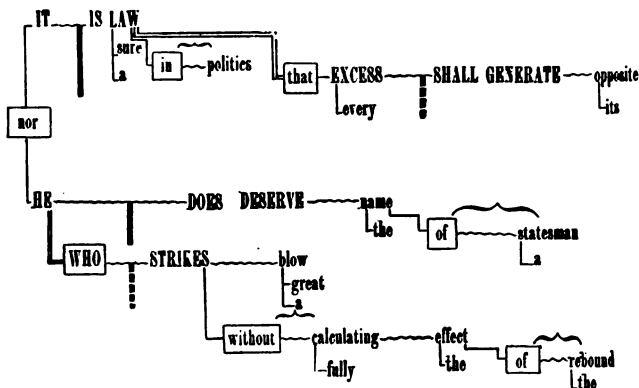 IT IS LAW
sure
a
in politics
that EXCESS SHALL GENERATE opposite
every
its
nor
HE DOES DESERVE name
the
of statesman
a
WHO STRIKES blow
great
a
without calculating effect
fully
the
of rebound
the